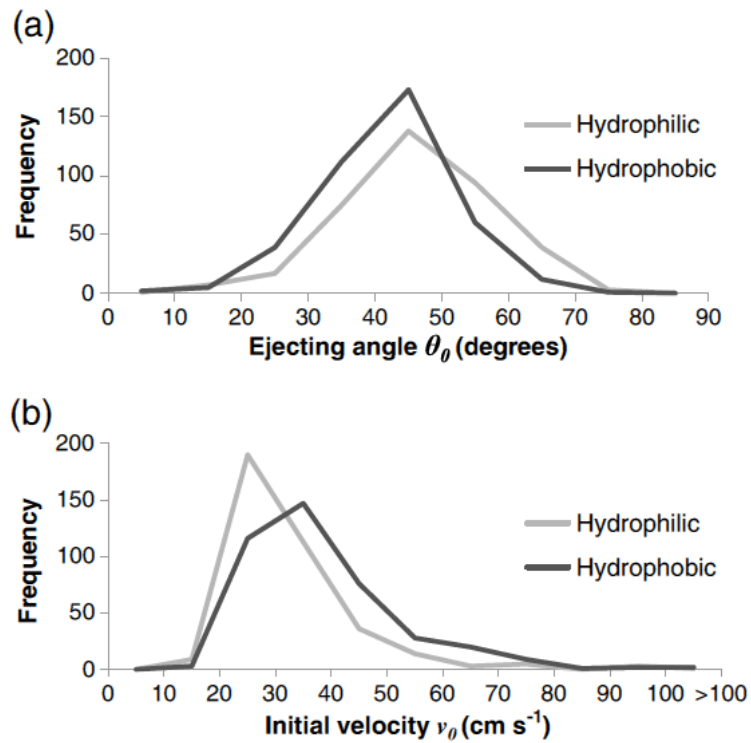 (a)
200
150
100
50
0
Frequency
Hydrophilic
Hydrophobic
0 10 20 30 40 50 60 70 80 90
Ejecting angle θ₀ (degrees)
(b)
200
150
100
50
0
Frequency
Hydrophilic
Hydrophobic
0 10 20 30 40 50 60 70 80 90 100 >100
Initial velocity v₀ (cm s⁻¹)